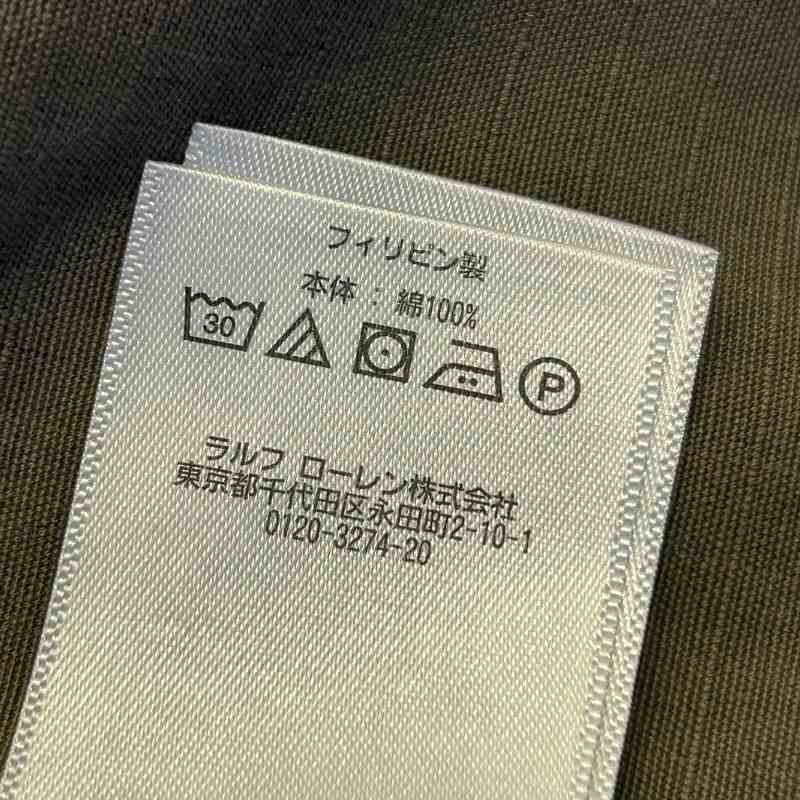 フィリピン製
本体 : 綿100%
30 P
ラルフ ローレン株式会社
東京都千代田区永田町2-10-1
0120-3274-20